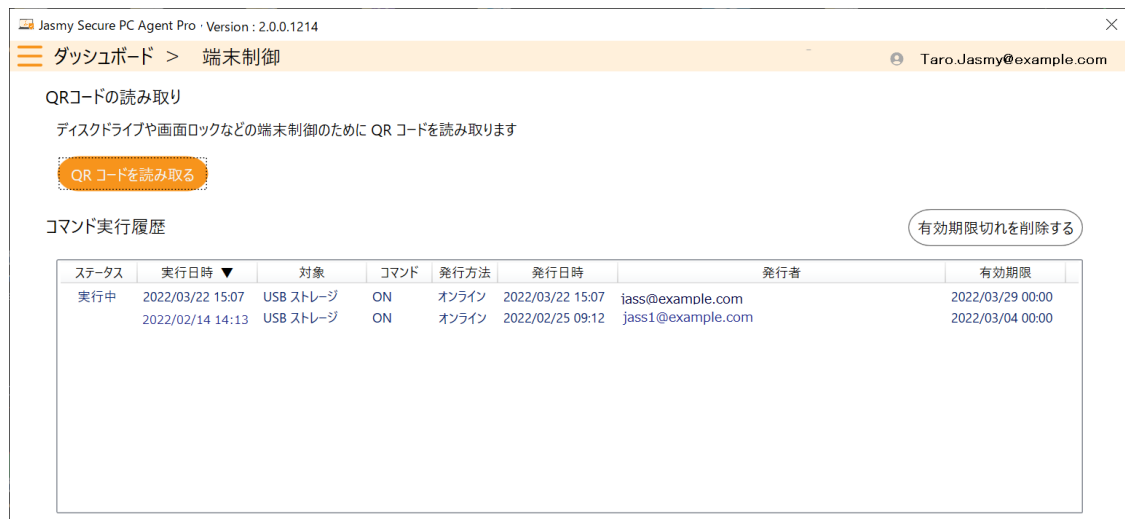 Jasmy Secure PC Agent Pro · Version : 2.0.0.1214
ダッシュボード > 端末制御 Taro.Jasmy@example.com
QRコードの読み取り
ディスクドライブや画面ロックなどの端末制御のために QR コードを読み取ります
QR コードを読み取る
コマンド実行履歴 有効期限切れを削除する
ステータス 実行日時 ▼ 対象 コマンド 発行方法 発行日時 発行者 有効期限
実行中 2022/03/22 15:07 USB ストレージ ON オンライン 2022/03/22 15:07 jass@example.com 2022/03/29 00:00
2022/02/14 14:13 USB ストレージ ON オンライン 2022/02/25 09:12 jass1@example.com 2022/03/04 00:00